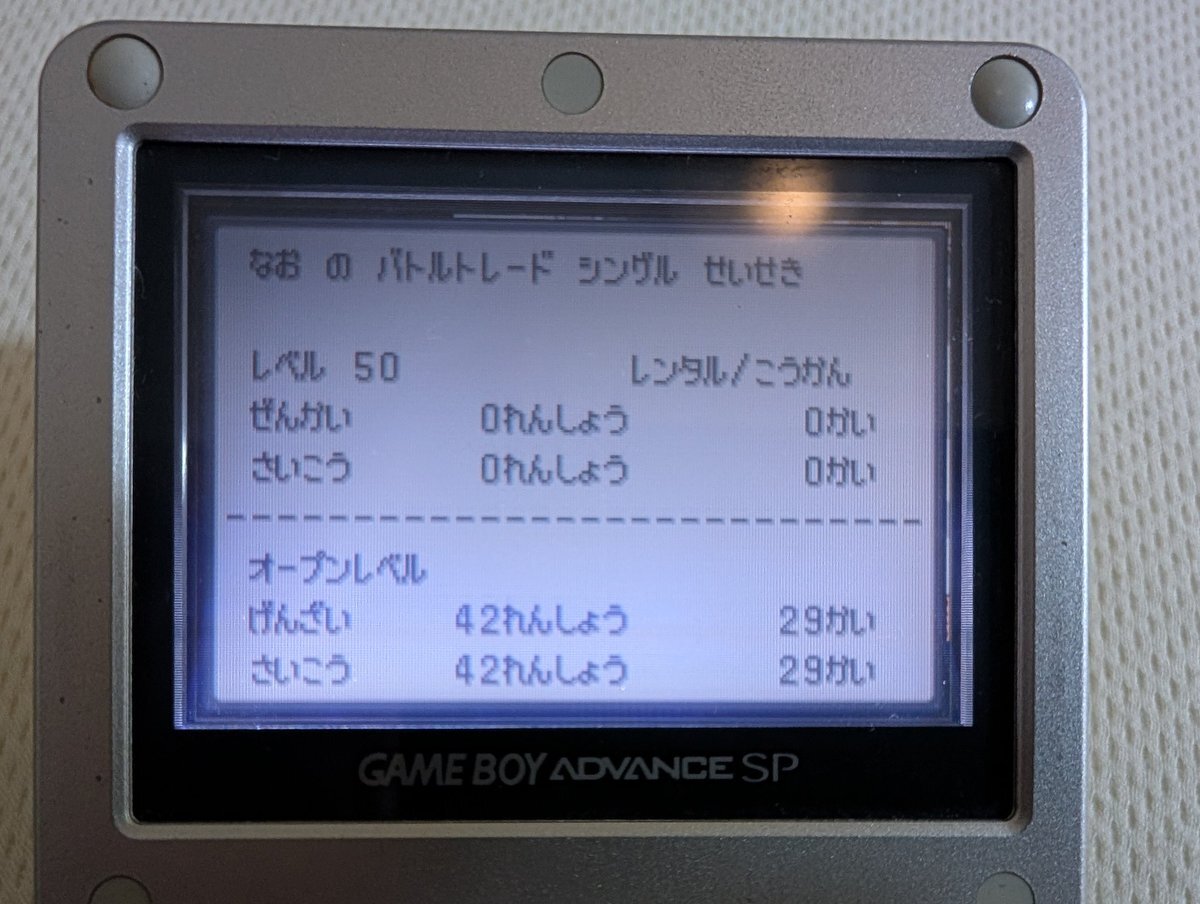 なお の バトルトレード シングル せいせき
レベル 50 レンタル/こうかん
ぜんかい 0れんしょう 0かい
さいこう 0れんしょう 0かい
オープンレベル
げんざい 42れんしょう 29かい
さいこう 42れんしょう 29かい
GAME BOY ADVANCE SP